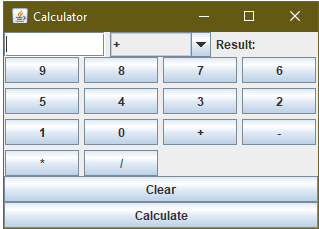 Calculator
+ Result:
9 8 7 6
5 4 3 2
1 0 + -
* /
Clear
Calculate